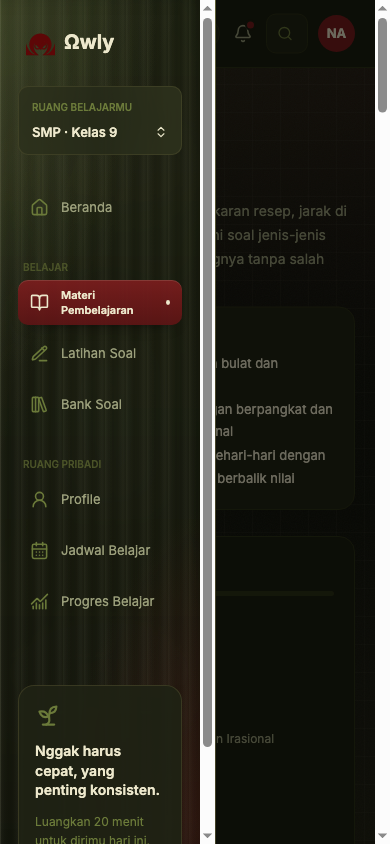 Ωwly
NA
RUANG BELAJARMU
SMP · Kelas 9
Beranda
BELAJAR
Materi
Pembelajaran
Latihan Soal
Bank Soal
RUANG PRIBADI
Profile
Jadwal Belajar
Progres Belajar
Nggak harus
cepat, yang
penting konsisten.
Luangkan 20 menit
untuk dirimu hari ini.
karan resep, jarak di
ni soal jenis-jenis
gnya tanpa salah
bulat dan
gan berpangkat dan
nal
ehari-hari dengan
berbalik nilai
n Irasional